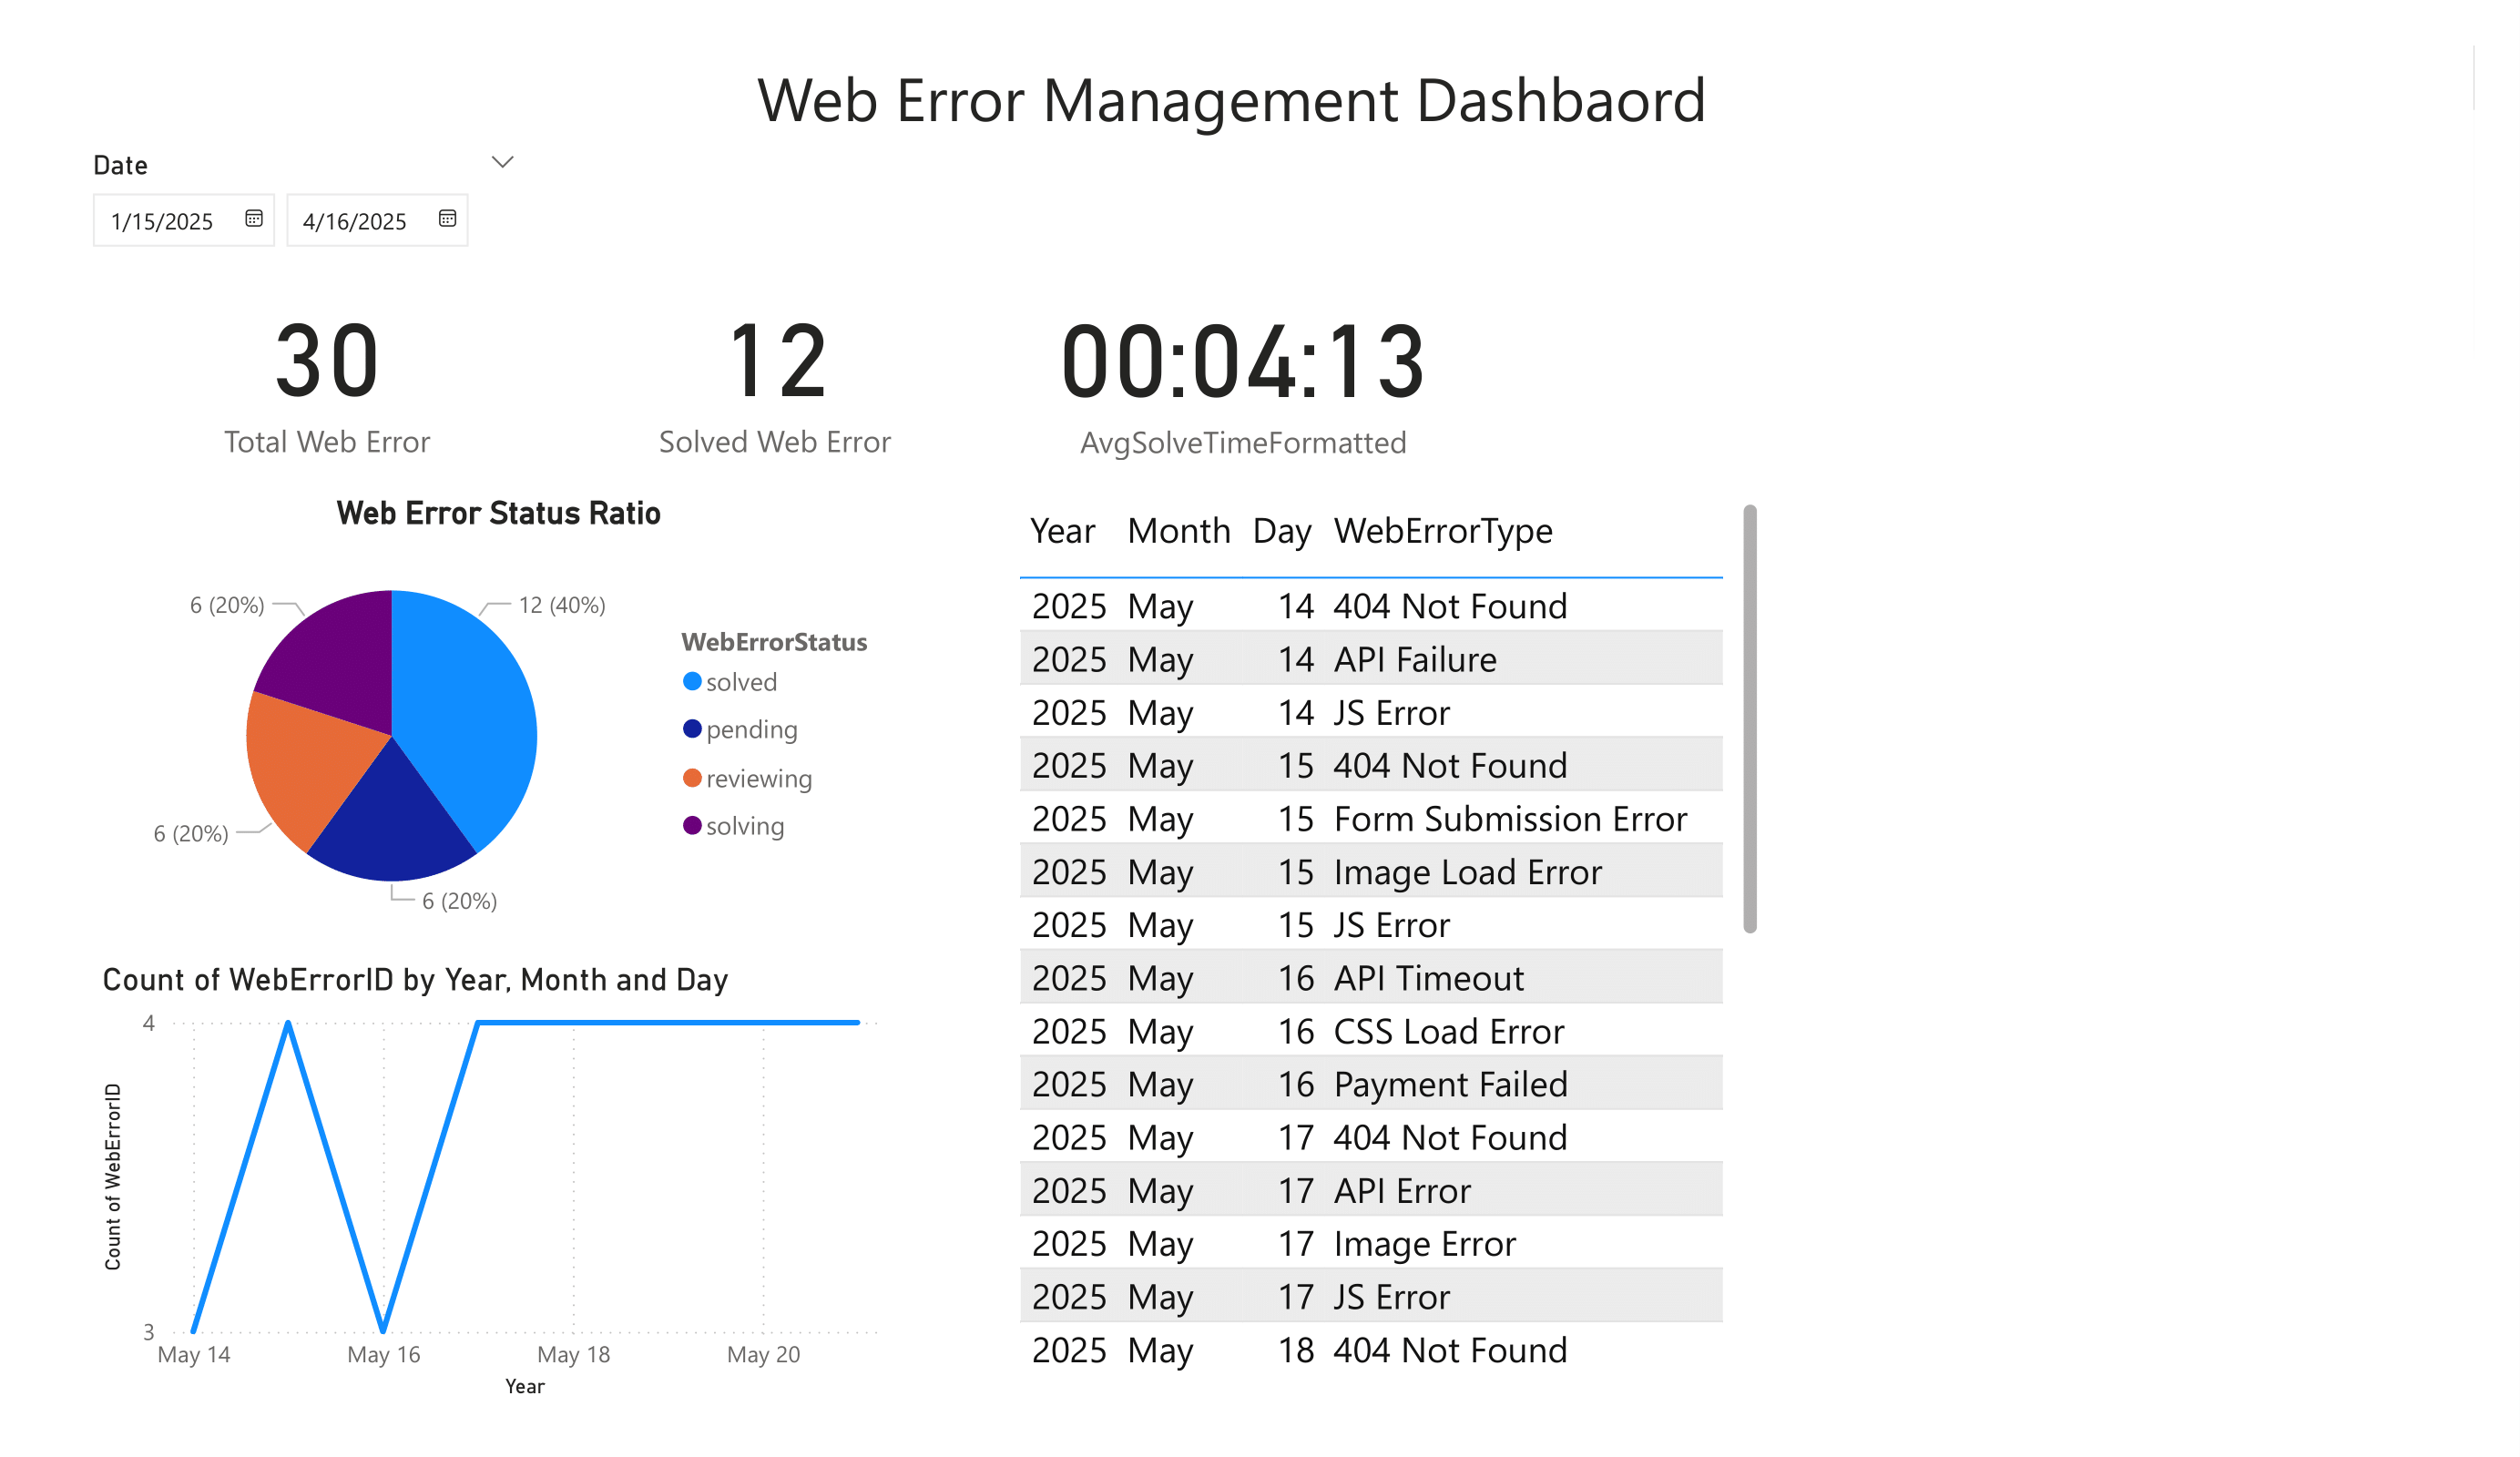 Web Error Management Dashbaord
Date
1/15/2025 4/16/2025
30 12 00:04:13
Total Web Error Solved Web Error AvgSolveTimeFormatted
Web Error Status Ratio
6 (20%) 12 (40%)
6 (20%)
6 (20%)
WebErrorStatus
solved
pending
reviewing
solving
Count of WebErrorID by Year, Month and Day
Count of WebErrorID
4
3
May 14 May 16 May 18 May 20
Year
Year Month Day WebErrorType
2025 May 14 404 Not Found
2025 May 14 API Failure
2025 May 14 JS Error
2025 May 15 404 Not Found
2025 May 15 Form Submission Error
2025 May 15 Image Load Error
2025 May 15 JS Error
2025 May 16 API Timeout
2025 May 16 CSS Load Error
2025 May 16 Payment Failed
2025 May 17 404 Not Found
2025 May 17 API Error
2025 May 17 Image Error
2025 May 17 JS Error
2025 May 18 404 Not Found